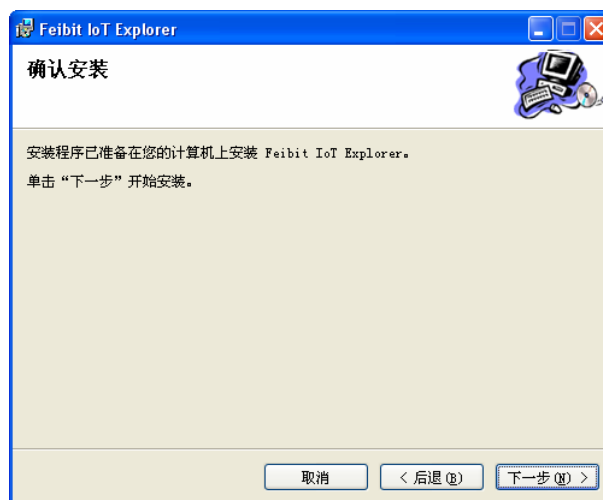 Feibit IoT Explorer
确认安装
安装程序已准备在您的计算机上安装 Feibit IoT Explorer。
单击“下一步”开始安装。
取消
< 后退(B)
下一步(N) >